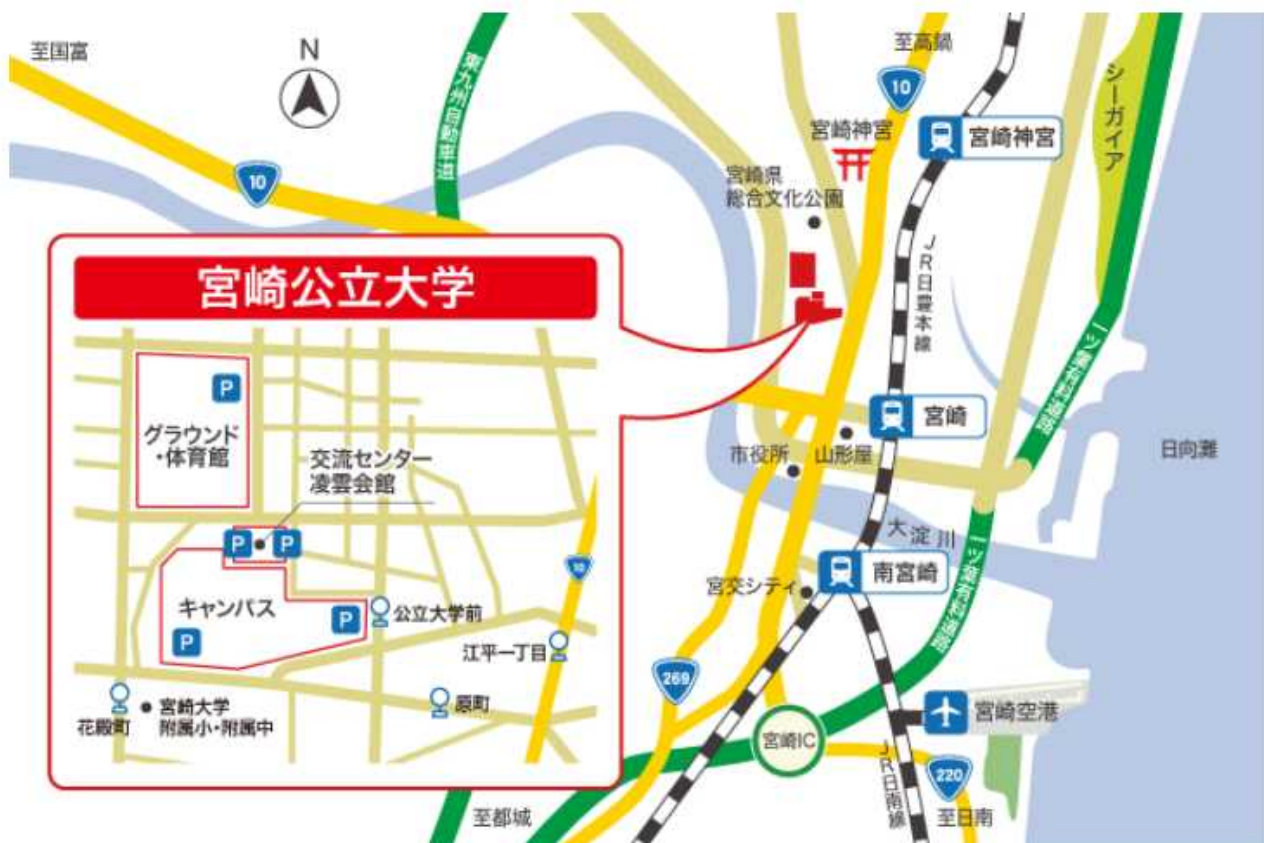 至国富
N
東九州自動車道
至高鍋
10
シーガイア
宮崎神宮
宮崎神宮
10
宮崎県
総合文化公園
JR日豊本線
宮崎公立大学
一ツ葉有料道路
P
グラウンド
・体育館
宮崎
交流センター
凌雲会館
市役所
山形屋
日向灘
P
P
大淀川
一ツ葉有料道路
10
南宮崎
宮交シティ
キャンパス
P
P
公立大学前
江平一丁目
269
花殿町
宮崎大学
附属小・附属中
原町
宮崎空港
宮崎IC
JR日南線
220
至都城
至日南